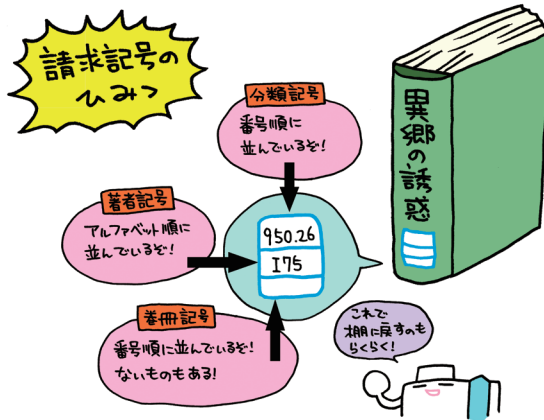 請求記号の
ひみつ
分類記号
番号順に
並んでいるぞ!
異郷の誘惑
著者記号
アルファベット順に
並んでいるぞ!
950.26
I75
巻冊記号
番号順に並んでいるぞ!
ないものもある!
これで
棚に戻すのも
らくらく!